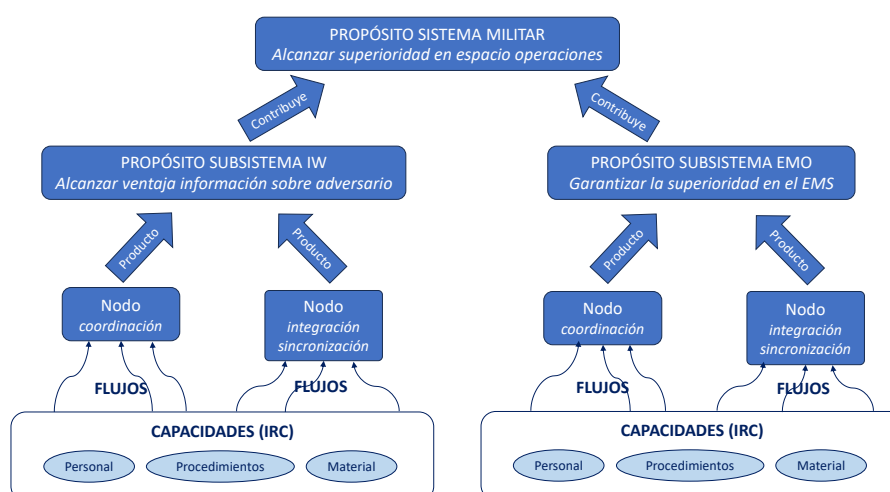 PROPÓSITO SISTEMA MILITAR
Alcanzar superioridad en espacio operaciones
Contribuye
Contribuye
PROPÓSITO SUBSISTEMA IW
Alcanzar ventaja información sobre adversario
PROPÓSITO SUBSISTEMA EMO
Garantizar la superioridad en el EMS
Producto
Producto
Producto
Producto
Nodo
coordinación
Nodo
integración
sincronización
Nodo
coordinación
Nodo
integración
sincronización
FLUJOS
FLUJOS
FLUJOS
FLUJOS
CAPACIDADES (IRC)
Personal
Procedimientos
Material
CAPACIDADES (IRC)
Personal
Procedimientos
Material